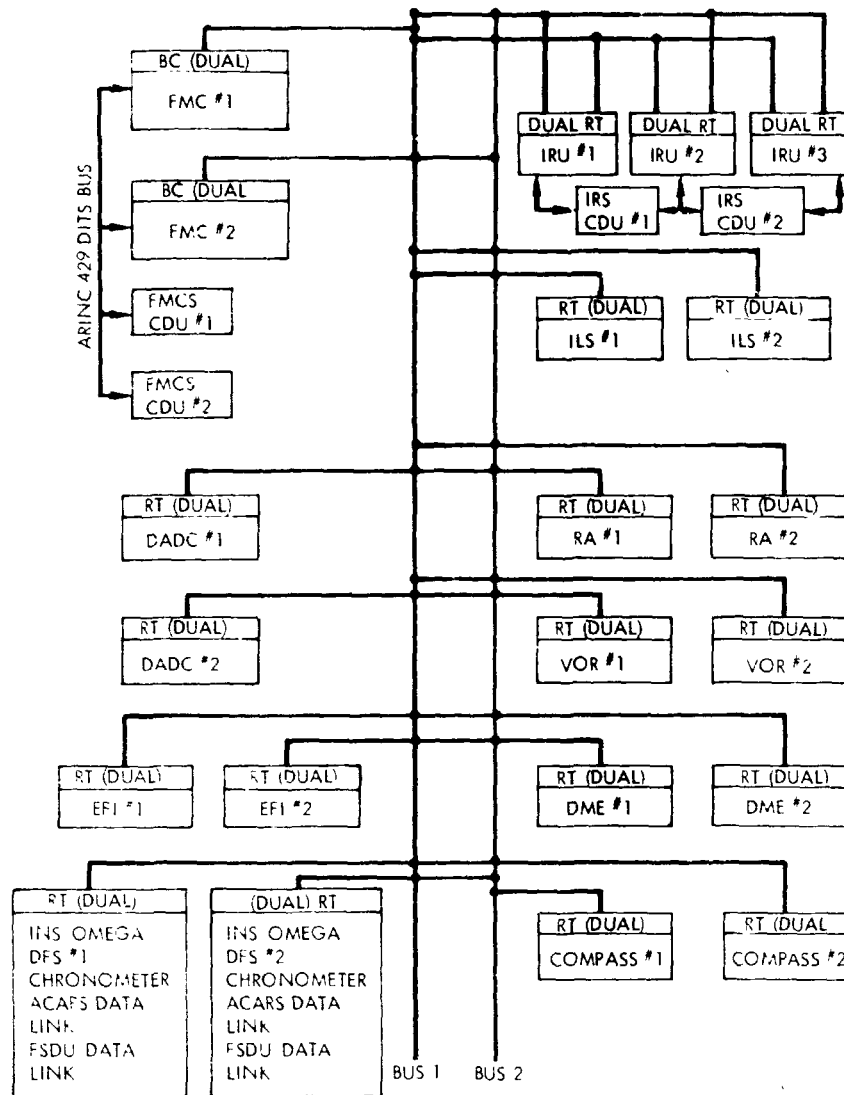 BC (DUAL)
FMC #1
BC (DUAL
FMC #2
ARINC 429 DITS BUS
FMCS
CDU #1
FMCS
CDU #2
DUAL RT
IRU #1
DUAL RT
IRU #2
DUAL RT
IRU #3
IRS
CDU #1
IRS
CDU #2
RT (DUAL)
ILS #1
RT (DUAL)
ILS #2
RT (DUAL)
DADC #1
RT (DUAL)
RA #1
RT (DUAL)
RA #2
RT (DUAL)
DADC #2
RT (DUAL)
VOR #1
RT (DUAL)
VOR #2
RT (DUAL)
EFI #1
RT (DUAL)
EFI #2
RT (DUAL)
DME #1
RT (DUAL)
DME #2
RT (DUAL)
INS OMEGA
DFS #1
CHRONOMETER
ACAFS DATA
LINK
FSDU DATA
LINK
(DUAL) RT
INS OMEGA
DFS #2
CHRONOMETER
ACARS DATA
LINK
FSDU DATA
LINK
RT (DUAL)
COMPASS #1
RT (DUAL
COMPASS #2
BUS 1
BUS 2